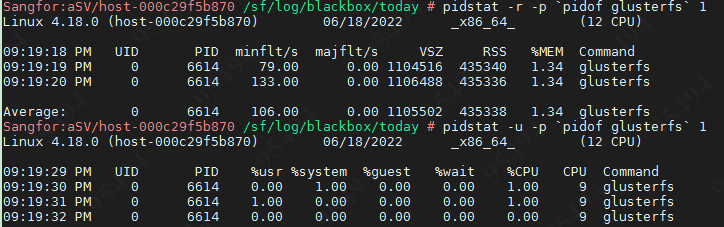 Sangfor:aSV/host-000c29f5b870 /sf/log/blackbox/today # pidstat -r -p `pidof glusterfs` 1
Linux 4.18.0 (host-000c29f5b870) 06/18/2022 _x86_64_ (12 CPU)
09:19:18 PM UID PID minflt/s majflt/s VSZ RSS %MEM Command
09:19:19 PM 0 6614 79.00 0.00 1104516 435340 1.34 glusterfs
09:19:20 PM 0 6614 133.00 0.00 1106488 435336 1.34 glusterfs
Average: 0 6614 106.00 0.00 1105502 435338 1.34 glusterfs
Sangfor:aSV/host-000c29f5b870 /sf/log/blackbox/today # pidstat -u -p `pidof glusterfs` 1
Linux 4.18.0 (host-000c29f5b870) 06/18/2022 _x86_64_ (12 CPU)
09:19:29 PM UID PID %usr %system %guest %wait %CPU CPU Command
09:19:30 PM 0 6614 0.00 1.00 0.00 0.00 1.00 9 glusterfs
09:19:31 PM 0 6614 1.00 0.00 0.00 0.00 1.00 9 glusterfs
09:19:32 PM 0 6614 0.00 0.00 0.00 0.00 0.00 9 glusterfs